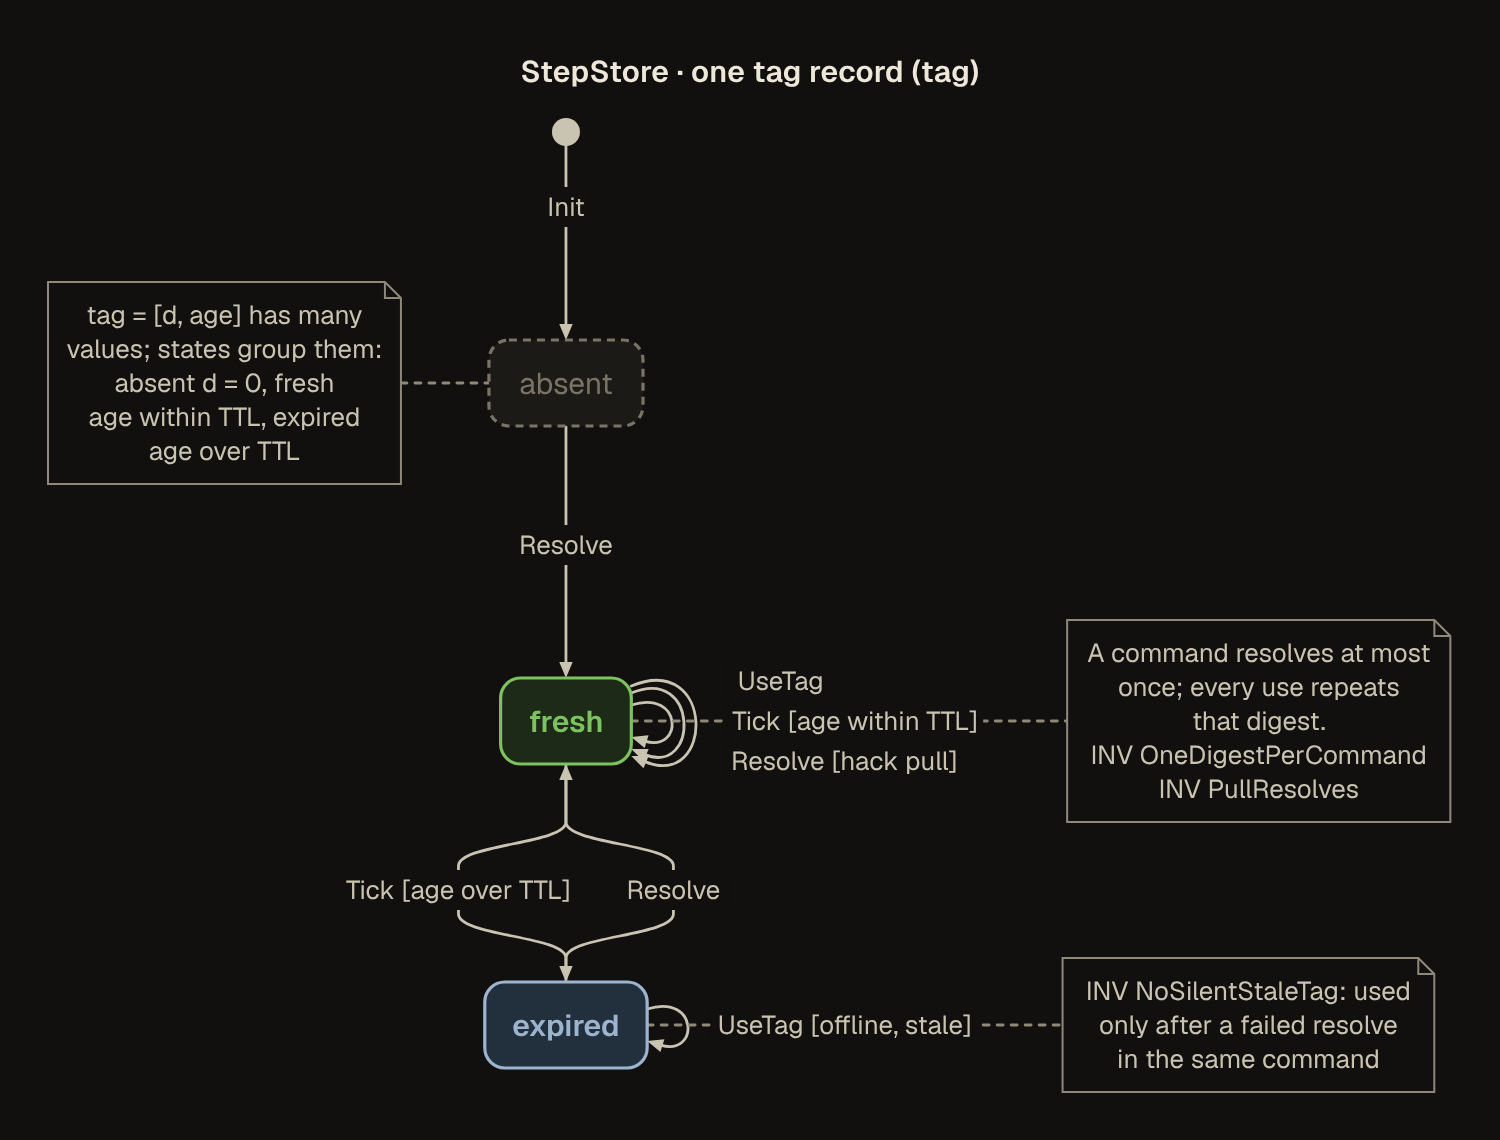 StepStore · one tag record (tag)
Init
tag = [d, age] has many
values; states group them:
absent d = 0, fresh
age within TTL, expired
age over TTL
absent
Resolve
fresh
UseTag
Tick [age within TTL]
Resolve [hack pull]
A command resolves at most
once; every use repeats
that digest.
INV OneDigestPerCommand
INV PullResolves
Tick [age over TTL]
Resolve
expired
UseTag [offline, stale]
INV NoSilentStaleTag: used
only after a failed resolve
in the same command